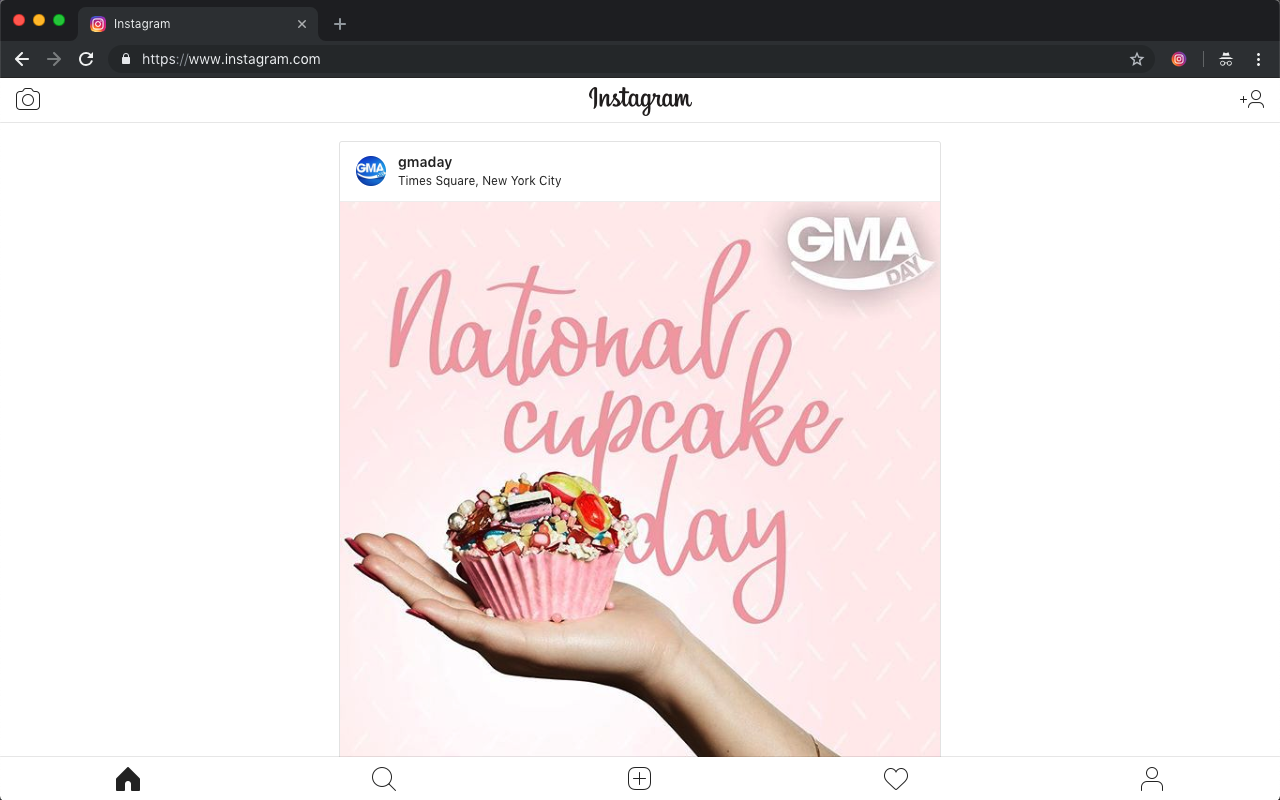 Instagram
https://www.instagram.com
Instagram
GMA
gmaday
Times Square, New York City
GMA
DAY
National
cupcake
day